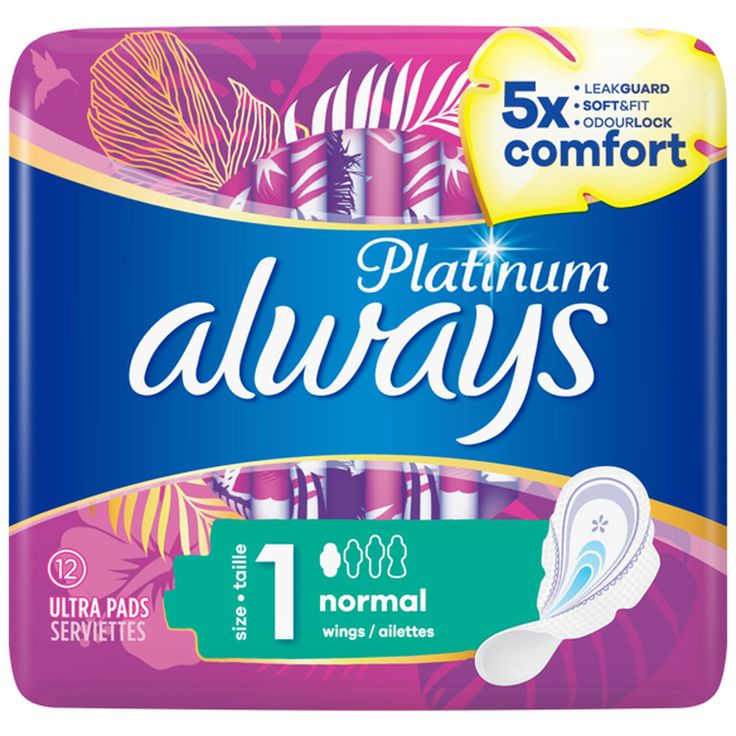 5x
• LEAKGUARD
• SOFT&FIT
• ODOURLOCK
comfort
Platinum
always
12
ULTRA PADS
SERVIETTES
size • taille
1
normal
wings / ailettes